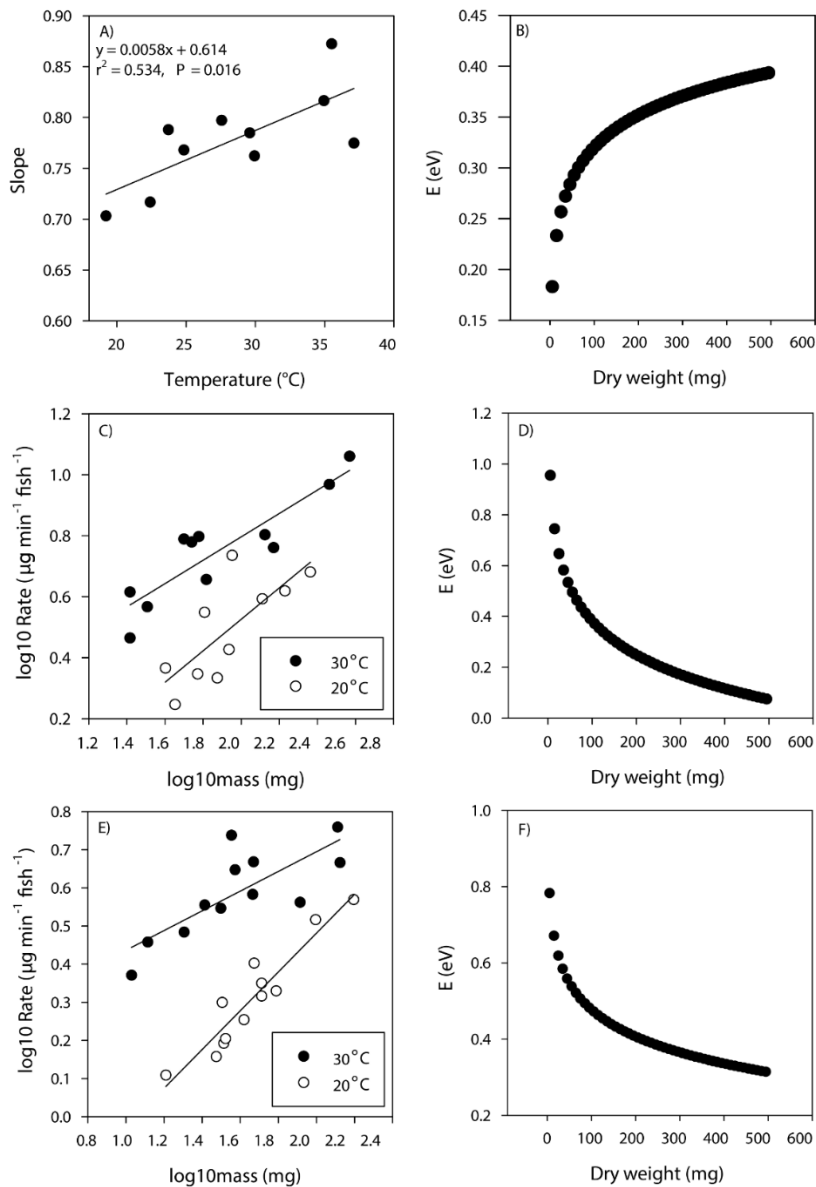 A)
y = 0.0058x + 0.614
r² = 0.534, P = 0.016
0.90
0.85
0.80
0.75
0.70
0.65
0.60
Slope
20 25 30 35 40
Temperature (°C)
B)
0.45
0.40
0.35
0.30
0.25
0.20
0.15
E (eV)
0 100 200 300 400 500 600
Dry weight (mg)
C)
1.2
1.0
0.8
0.6
0.4
0.2
log10 Rate (µg min⁻¹ fish⁻¹)
30°C
20°C
1.2 1.4 1.6 1.8 2.0 2.2 2.4 2.6 2.8
log10mass (mg)
D)
1.2
1.0
0.8
0.6
0.4
0.2
0.0
E (eV)
0 100 200 300 400 500 600
Dry weight (mg)
E)
0.8
0.7
0.6
0.5
0.4
0.3
0.2
0.1
0.0
log10 Rate (µg min⁻¹ fish⁻¹)
30°C
20°C
0.8 1.0 1.2 1.4 1.6 1.8 2.0 2.2 2.4
log10mass (mg)
F)
1.0
0.8
0.6
0.4
0.2
E (eV)
0 100 200 300 400 500 600
Dry weight (mg)